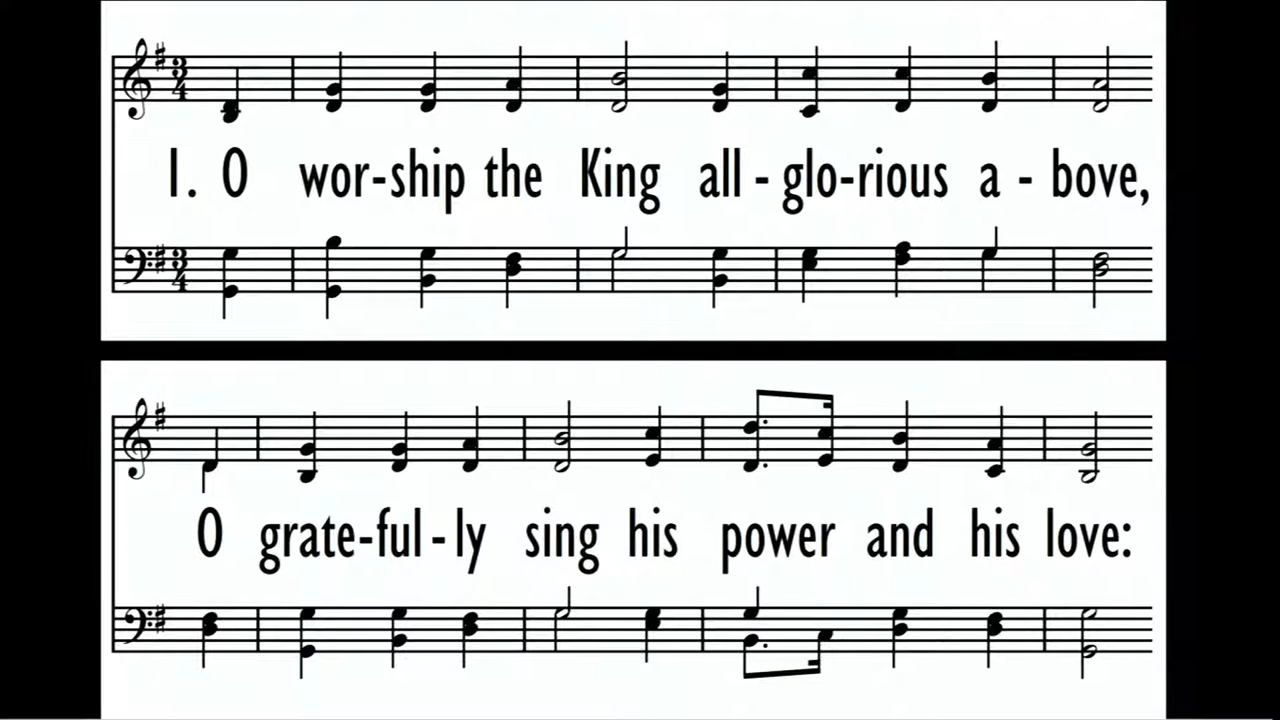 1. O wor-ship the King all-glo-rious a-bove,
O grate-ful-ly sing his power and his love: